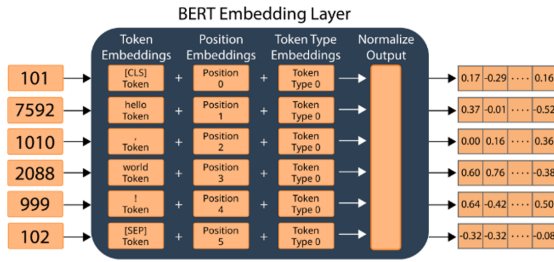 BERT Embedding Layer
Token Embeddings Position Embeddings Token Type Embeddings Normalize Output
101 [CLS] Token + Position 0 + Token Type 0 0.17 -0.29 ···· 0.16
7592 hello Token + Position 1 + Token Type 0 0.37 -0.01 ···· -0.52
1010 , Token + Position 2 + Token Type 0 0.00 0.16 ···· 0.36
2088 world Token + Position 3 + Token Type 0 0.60 0.76 ···· -0.38
999 ! Token + Position 4 + Token Type 0 0.64 -0.42 ···· 0.50
102 [SEP] Token + Position 5 + Token Type 0 -0.32 -0.32 ···· -0.08